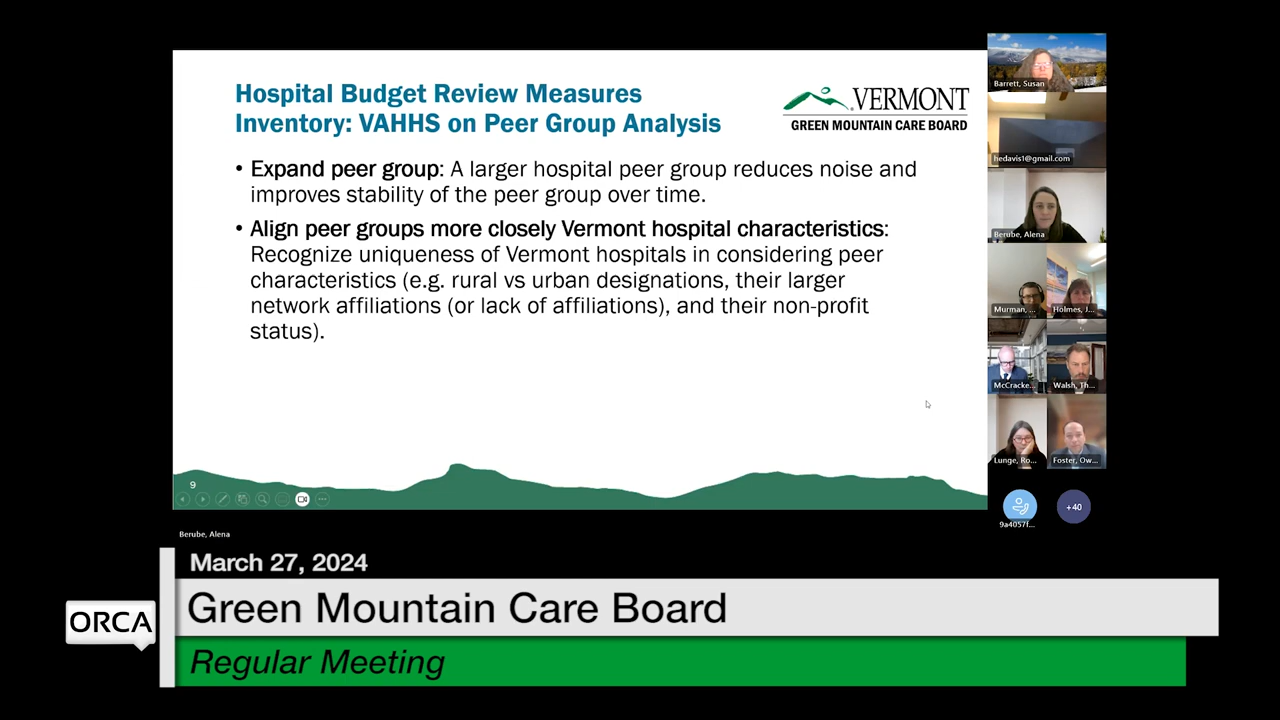 Hospital Budget Review Measures
Inventory: VAHHS on Peer Group Analysis
VERMONT
GREEN MOUNTAIN CARE BOARD
• Expand peer group: A larger hospital peer group reduces noise and
improves stability of the peer group over time.
• Align peer groups more closely Vermont hospital characteristics:
Recognize uniqueness of Vermont hospitals in considering peer
characteristics (e.g. rural vs urban designations, their larger
network affiliations (or lack of affiliations), and their non-profit
status).
9
Barrett, Susan
hedavis1@gmail.com
Berube, Alena
Murman, ...
Holmes, J...
McCracke...
Walsh, Th...
Lunge, Ro...
Foster, Ow...
9a4057f...
+40
Berube, Alena
March 27, 2024
ORCA
Green Mountain Care Board
Regular Meeting